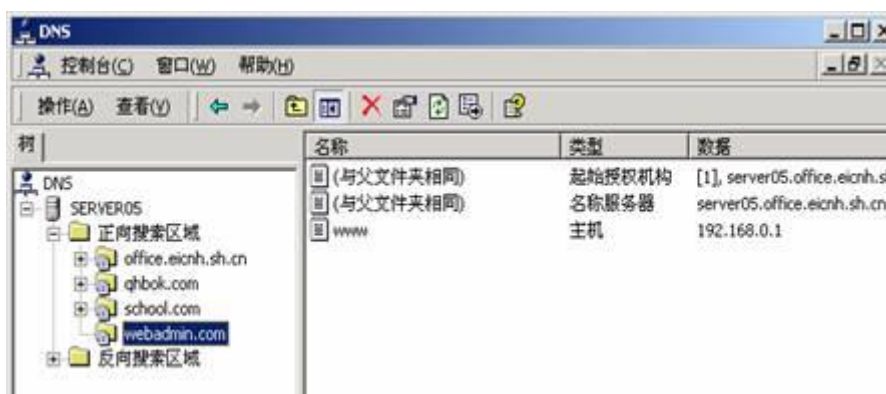 DNS
控制台(C) 窗口(W) 帮助(H)
操作(A) 查看(V)
树
名称 类型 数据
DNS
SERVER05
正向搜索区域
office.eicnh.sh.cn
qhbok.com
school.com
webadmin.com
反向搜索区域
(与父文件夹相同) 起始授权机构 [1], server05.office.eicnh.s
(与父文件夹相同) 名称服务器 server05.office.eicnh.sh.cn
www 主机 192.168.0.1